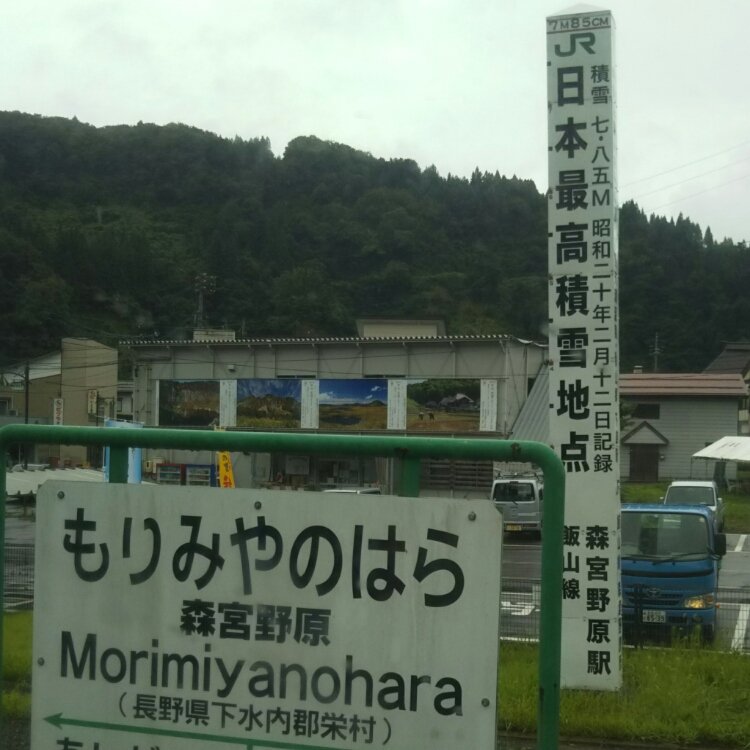 7M85CM
JR
日本最高積雪地点
積雪 七・八五M 昭和二十年二月十二日記録
飯山線
森宮野原駅
もりみやのはら
森宮野原
Morimiyanohara
（長野県下水内郡栄村）